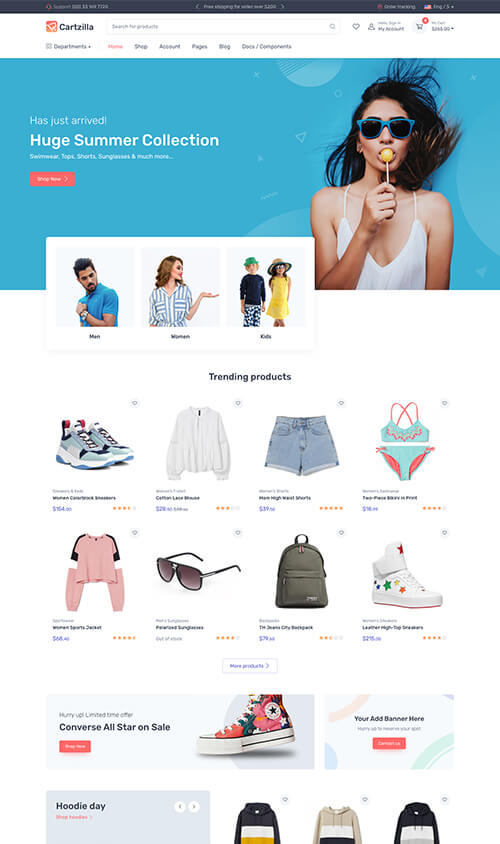 Support (00) 33 169 7720
Free shipping for order over $200
Order tracking
Eng / $
Cartzilla
Search for products
Hello, Sign in
My Account
4
My Cart
$265.00
Departments
Home
Shop
Account
Pages
Blog
Docs / Components
Has just arrived!
Huge Summer Collection
Swimwear, Tops, Shorts, Sunglasses & much more...
Shop Now
Men
Women
Kids
Trending products
Sneakers & Kids
Women Colorblock Sneakers
$154.00
Women's T-shirt
Cotton Lace Blouse
$28.50
Women's Shorts
Mom High Waist Shorts
$39.50
Women's Swimwear
Two-Piece Bikini in Print
Sportswear
Women Sports Jacket
$68.40
Men's Sunglasses
Polarized Sunglasses
Out of stock
Backpacks
TH Jeans City Backpack
$79.50
Women's Sneakers
Leather High-Top Sneakers
$215.00
More products
Hurry up! Limited time offer
Converse All Star on Sale
Shop Now
Your Add Banner Here
Hurry up to reserve your spot
Contact us
Hoodie day
Shop hoodies